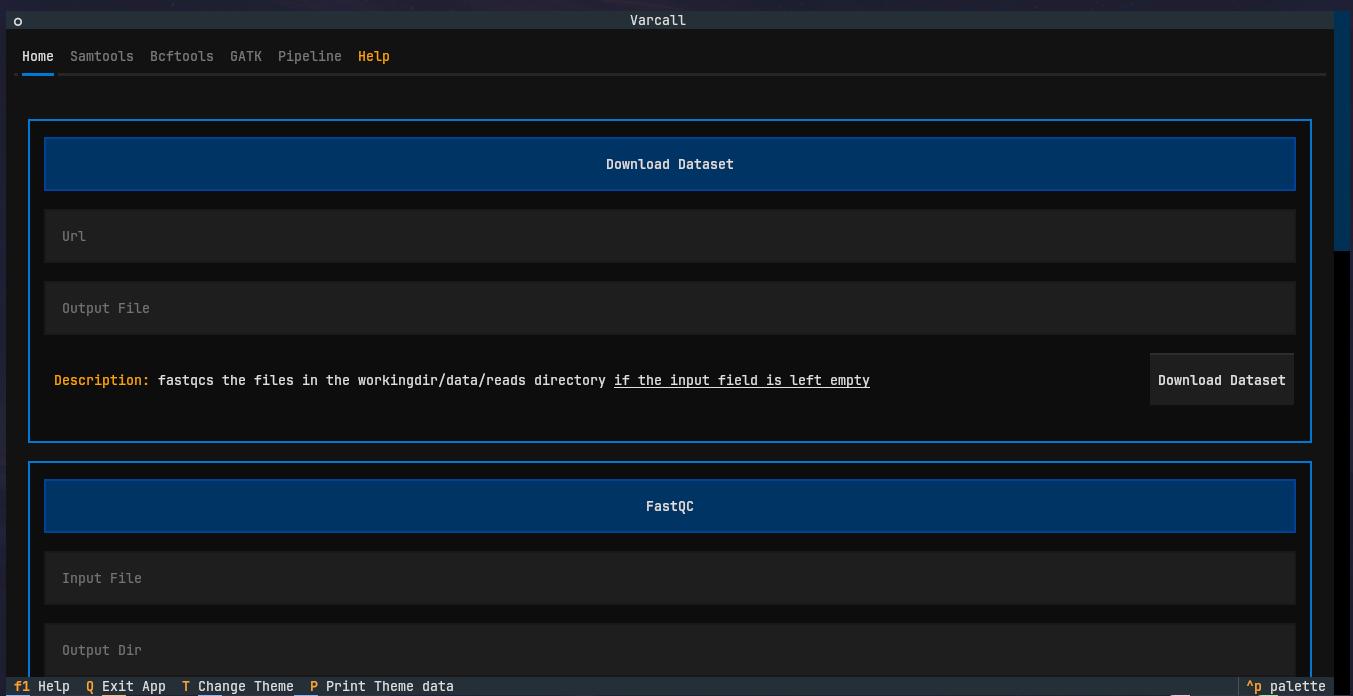 Varcall
Home Samtools Bcftools GATK Pipeline Help
Download Dataset
Url
Output File
Description: fastqcs the files in the workingdir/data/reads directory if the input field is left empty
Download Dataset
FastQC
Input File
Output Dir
f1 Help Q Exit App T Change Theme P Print Theme data ^p palette